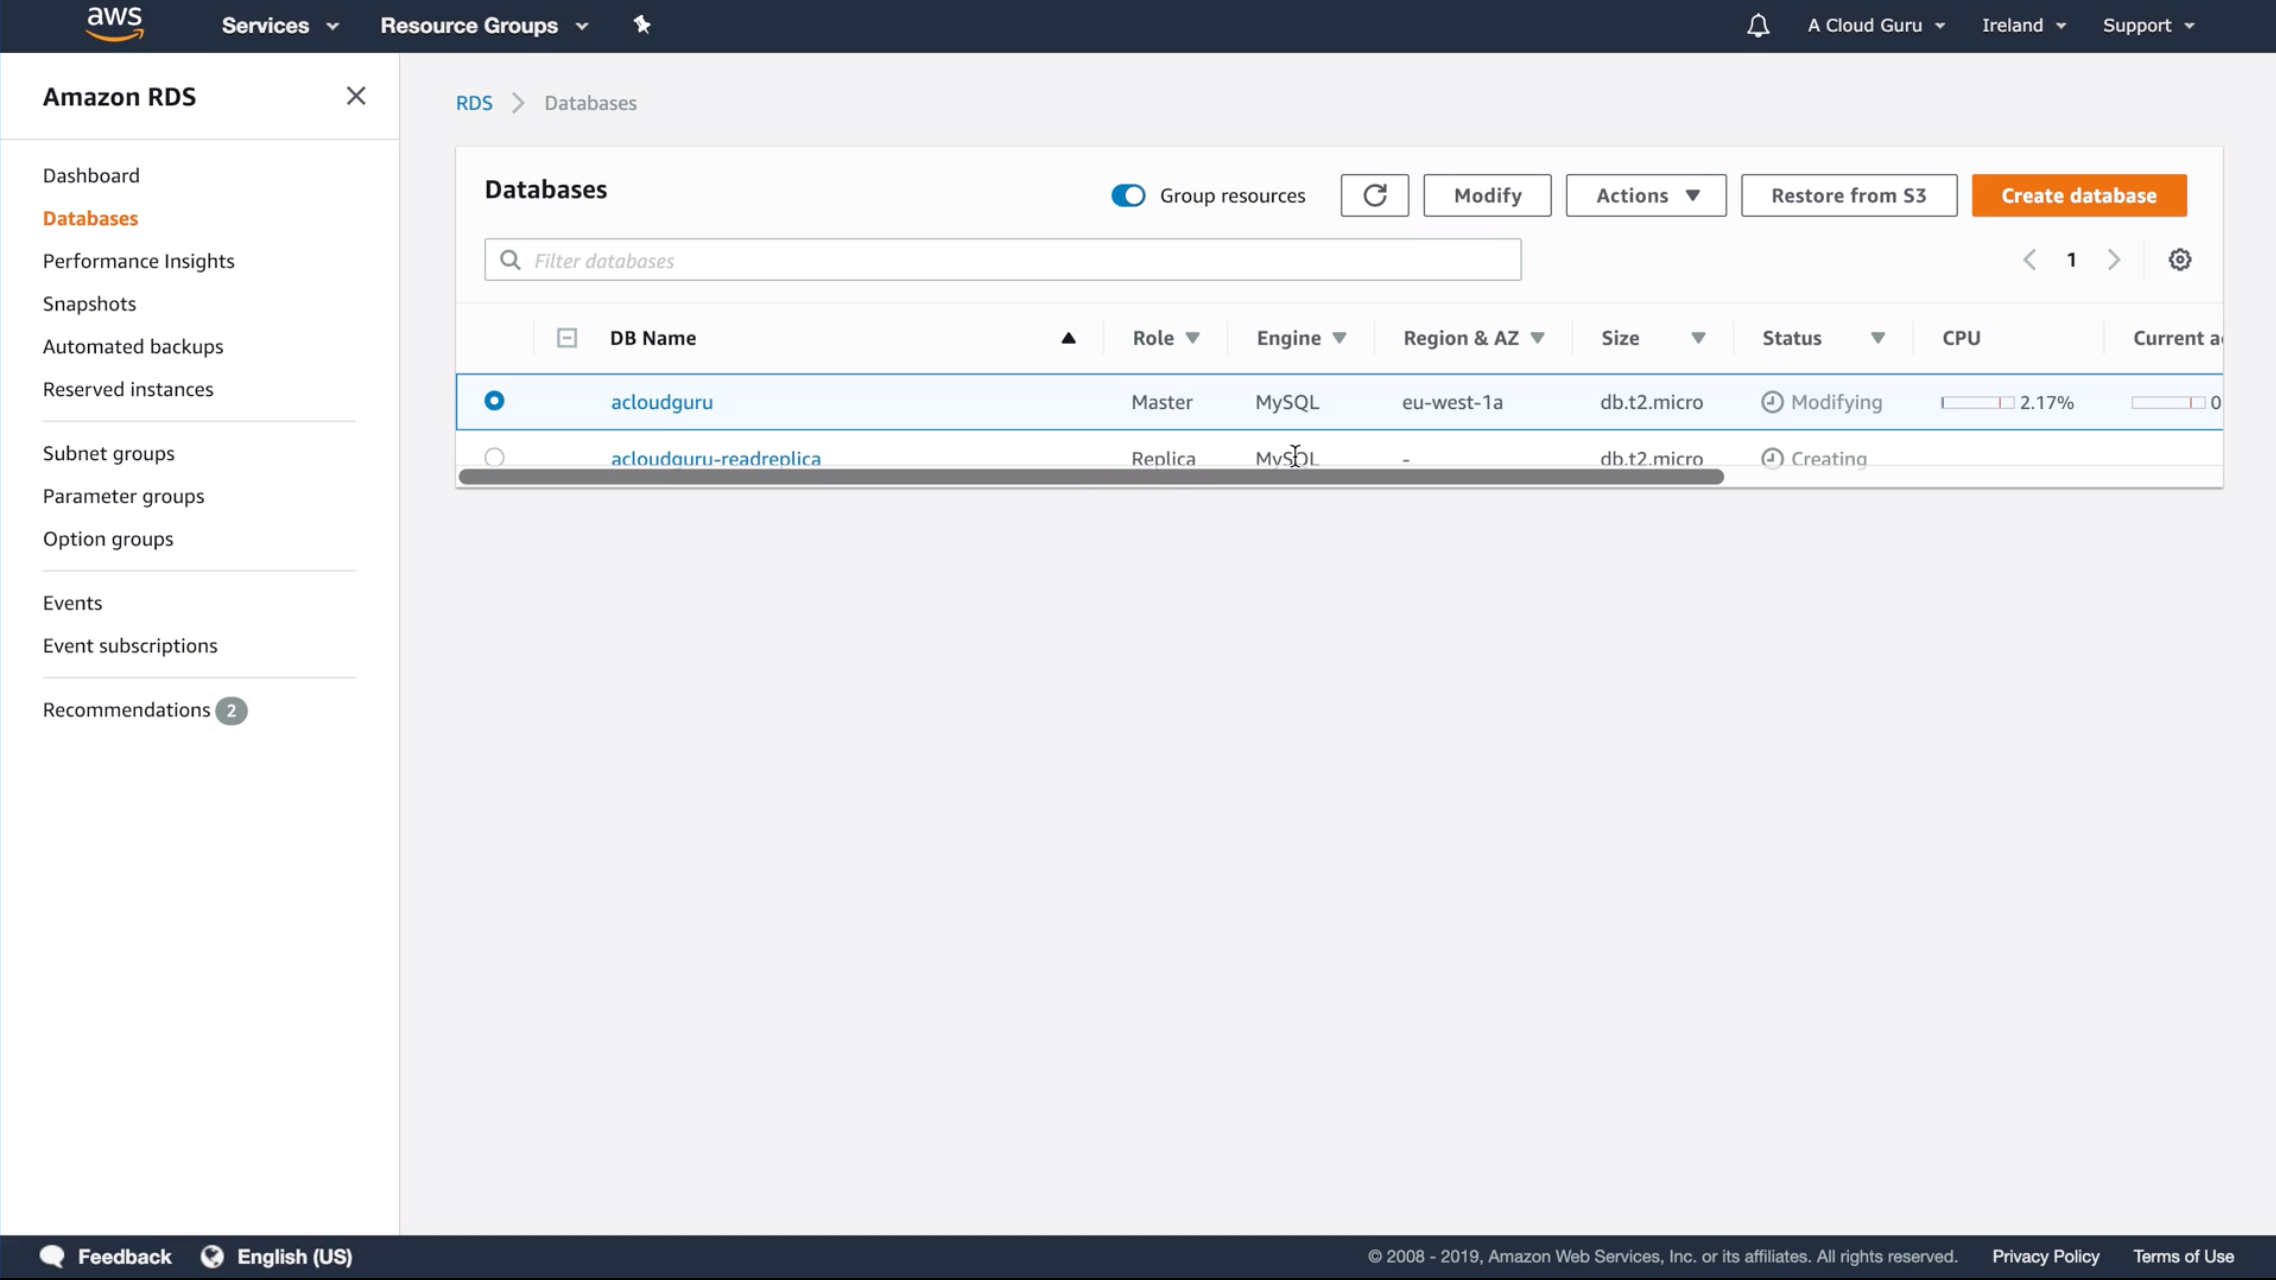 aws Services Resource Groups A Cloud Guru Ireland Support
Amazon RDS
Dashboard
Databases
Performance Insights
Snapshots
Automated backups
Reserved instances
Subnet groups
Parameter groups
Option groups
Events
Event subscriptions
Recommendations 2
RDS Databases
Databases Group resources Modify Actions Restore from S3 Create database
Filter databases 1
DB Name Role Engine Region & AZ Size Status CPU Current a
acloudguru Master MySQL eu-west-1a db.t2.micro Modifying 2.17% 0
acloudguru-readreplica Replica MySQL - db.t2.micro Creating
Feedback English (US) © 2008 - 2019, Amazon Web Services, Inc. or its affiliates. All rights reserved. Privacy Policy Terms of Use